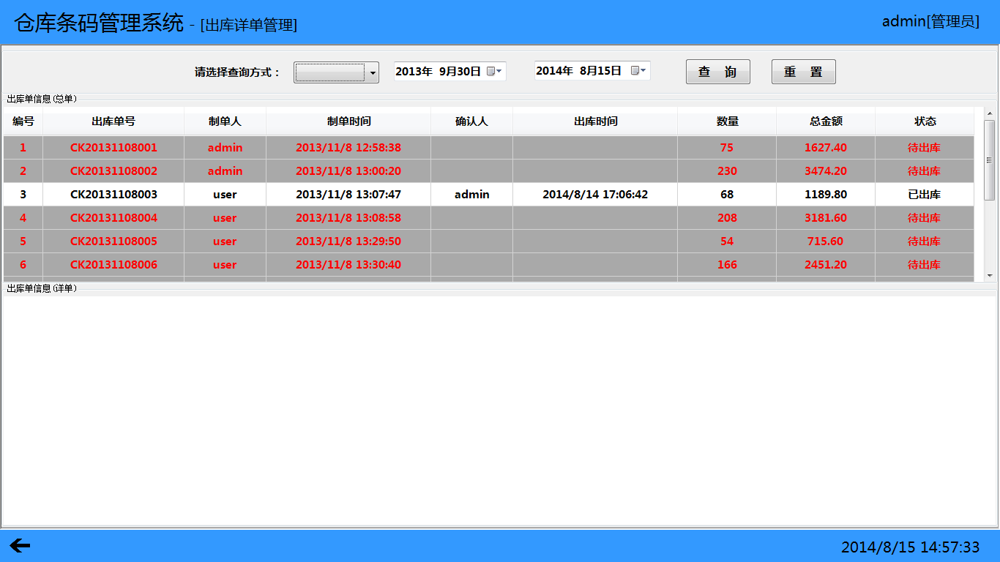 仓库条码管理系统 - [出库详单管理]
admin[管理员]
请选择查询方式：
2013年 9月30日
2014年 8月15日
查 询
重 置
出库单信息(总单)
编号 出库单号 制单人 制单时间 确认人 出库时间 数量 总金额 状态
1 CK20131108001 admin 2013/11/8 12:58:38 75 1627.40 待出库
2 CK20131108002 admin 2013/11/8 13:00:20 230 3474.20 待出库
3 CK20131108003 user 2013/11/8 13:07:47 admin 2014/8/14 17:06:42 68 1189.80 已出库
4 CK20131108004 user 2013/11/8 13:08:58 208 3181.60 待出库
5 CK20131108005 user 2013/11/8 13:29:50 54 715.60 待出库
6 CK20131108006 user 2013/11/8 13:30:40 166 2451.20 待出库
出库单信息(详单)
2014/8/15 14:57:33